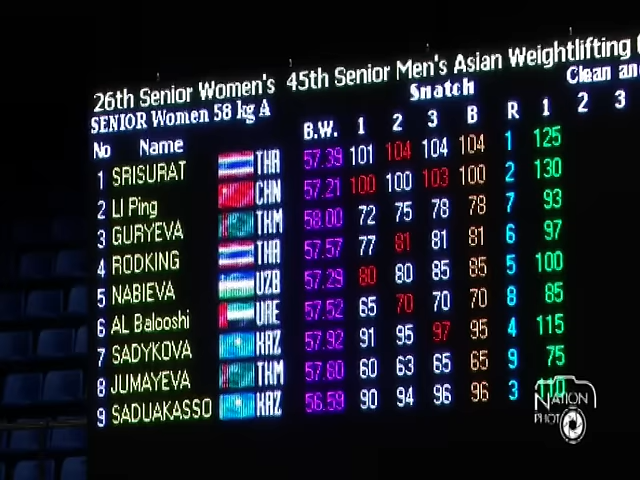 26th Senior Women's 45th Senior Men's Asian Weightlifting
SENIOR Women 58 kg A Snatch Clean an
No Name B.W. 1 2 3 B R 1 2 3
1 SRISURAT THA 57.39 101 104 104 104 1 125
2 LI Ping CHN 57.21 100 100 103 100 2 130
3 GURYEVA TKM 58.00 72 75 78 78 7 93
4 RODKING THA 57.57 77 81 81 81 6 97
5 NABIEVA UZB 57.29 80 80 85 85 5 100
6 AL Balooshi UAE 57.52 65 70 70 70 8 85
7 SADYKOVA KAZ 57.92 91 95 97 95 4 115
8 JUMAYEVA TKM 57.80 60 63 65 65 9 75
9 SADUAKASSO KAZ 56.59 90 94 96 96 3 110
NATION
PHOTO